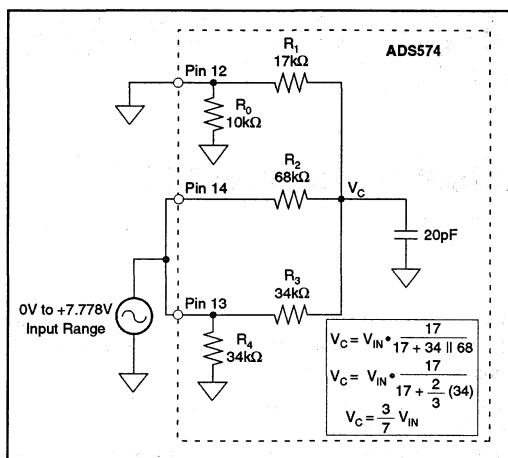 ADS574
R1
17kΩ
Pin 12
R0
10kΩ
R2
68kΩ
Pin 14
VC
20pF
R3
34kΩ
Pin 13
0V to +7.778V
Input Range
R4
34kΩ
VC = VIN • 17 / 17 + 34 || 68
VC = VIN • 17 / 17 + 2/3 (34)
VC = 3/7 VIN